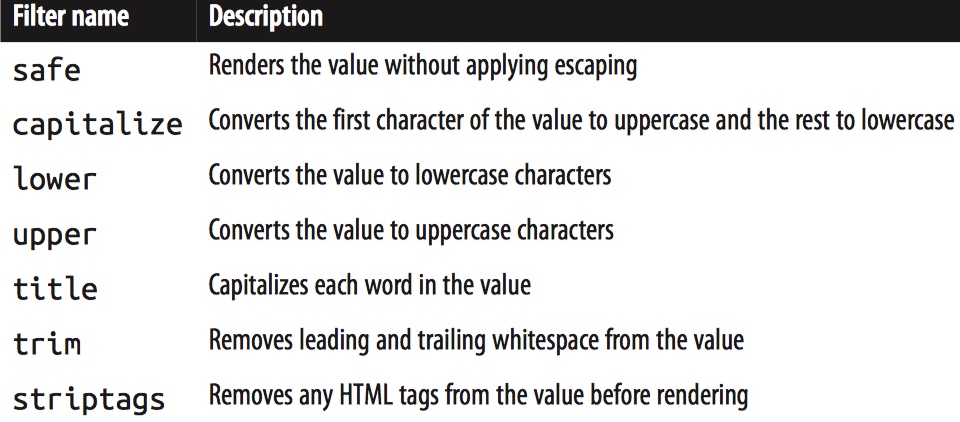 Filter name Description
safe Renders the value without applying escaping
capitalize Converts the first character of the value to uppercase and the rest to lowercase
lower Converts the value to lowercase characters
upper Converts the value to uppercase characters
title Capitalizes each word in the value
trim Removes leading and trailing whitespace from the value
striptags Removes any HTML tags from the value before rendering